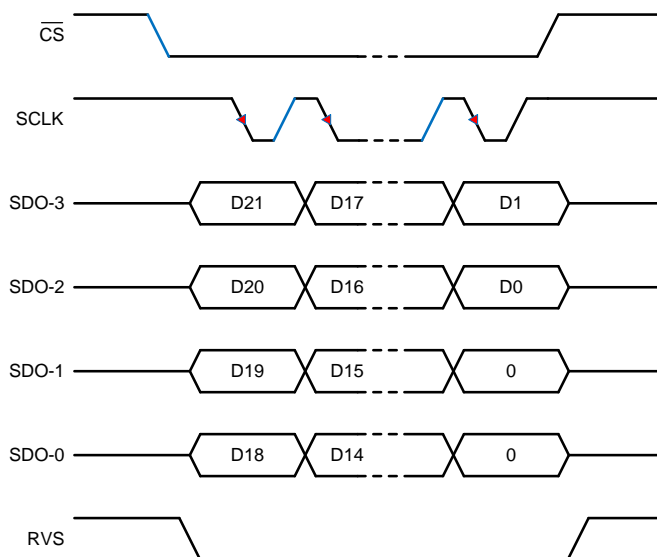 CS
SCLK
SDO-3 D21 D17 D1
SDO-2 D20 D16 D0
SDO-1 D19 D15 0
SDO-0 D18 D14 0
RVS